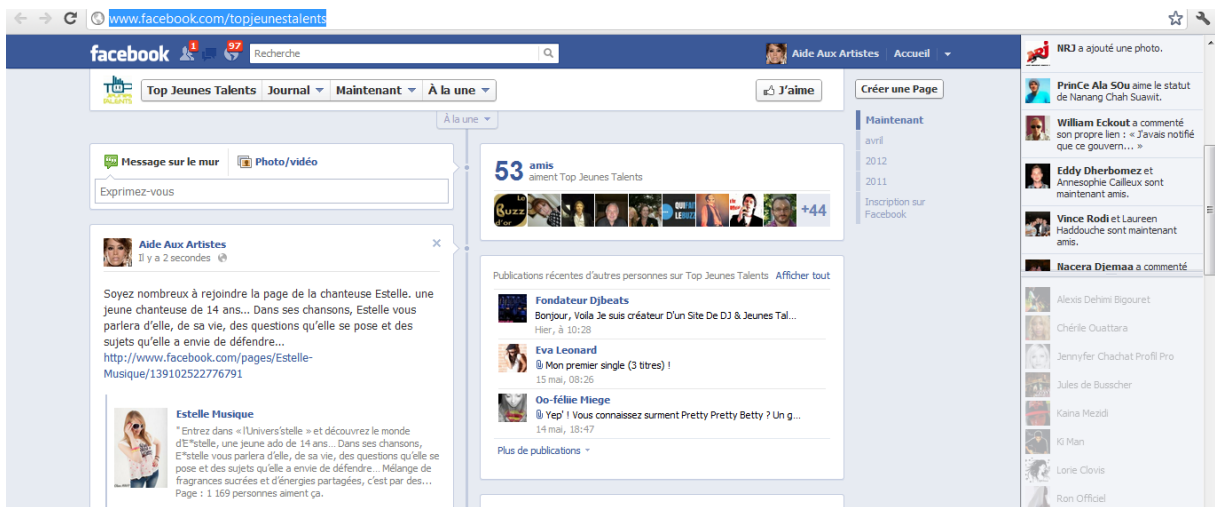 www.facebook.com/topjeunestalents
facebook 1 97 Recherche Aide Aux Artistes Accueil
TOP JEUNES TALENTS Top Jeunes Talents Journal Maintenant À la une J'aime Créer une Page
À la une
Maintenant
avril
2012
2011
Inscription sur
Facebook
Message sur le mur Photo/vidéo
Exprimez-vous
Aide Aux Artistes
Il y a 2 secondes
Soyez nombreux à rejoindre la page de la chanteuse Estelle. une
jeune chanteuse de 14 ans... Dans ses chansons, Estelle vous
parlera d'elle, de sa vie, des questions qu'elle se pose et des
sujets qu'elle a envie de défendre...
http://www.facebook.com/pages/Estelle-
Musique/139102522776791
Estelle Musique
"Entrez dans «l'Univers'stelle » et découvrez le monde
d'E*stelle, une jeune ado de 14 ans... Dans ses chansons,
E*stelle vous parlera d'elle, de sa vie, des questions qu'elle se
pose et des sujets qu'elle a envie de défendre... Mélange de
fragrances sucrées et d'énergies partagées, c'est par des...
Page : 1 169 personnes aiment ça.
53 amis
aiment Top Jeunes Talents
Le Buzz d'or
QUI FAIT
LE BUZZ
+44
Publications récentes d'autres personnes sur Top Jeunes Talents Afficher tout
Fondateur Djbeats
Bonjour, Voila Je suis créateur D'un Site De DJ & Jeunes Tal...
Hier, à 10:28
Eva Leonard
Mon premier single (3 titres) !
15 mai, 08:26
Oo-féliie Miege
Yep' ! Vous connaissez surment Pretty Pretty Betty ? Un g...
14 mai, 18:47
Plus de publications
NRJ a ajouté une photo.
PrinCe Ala SOu aime le statut
de Nanang Chah Suawit.
William Eckout a commenté
son propre lien : « J'avais notifié
que ce gouvern... »
Eddy Dherbomez et
Annesophie Cailleux sont
maintenant amis.
Vince Rodi et Laureen
Haddouche sont maintenant
amis.
Nacera Djemaa a commenté
Alexis Dehimi Bigouret
Chérile Ouattara
Jennyfer Chachat Profil Pro
Jules de Busscher
Kaina Mezidi
Ki Man
Lorie Clovis
Ron Officiel